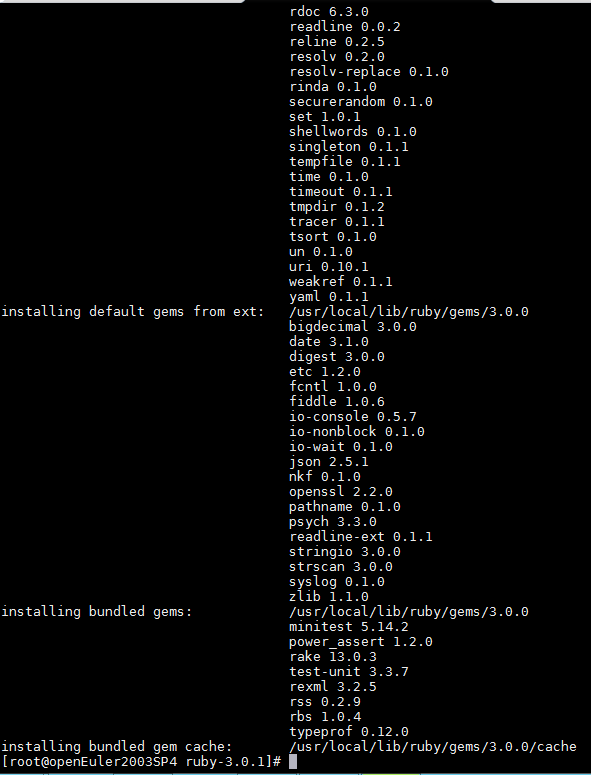 rdoc 6.3.0
readline 0.0.2
reline 0.2.5
resolv 0.2.0
resolv-replace 0.1.0
rinda 0.1.0
securerandom 0.1.0
set 1.0.1
shellwords 0.1.0
singleton 0.1.1
tempfile 0.1.1
time 0.1.0
timeout 0.1.1
tmpdir 0.1.2
tracer 0.1.1
tsort 0.1.0
un 0.1.0
uri 0.10.1
weakref 0.1.1
yaml 0.1.1
installing default gems from ext:   /usr/local/lib/ruby/gems/3.0.0
bigdecimal 3.0.0
date 3.1.0
digest 3.0.0
etc 1.2.0
fcntl 1.0.0
fiddle 1.0.6
io-console 0.5.7
io-nonblock 0.1.0
io-wait 0.1.0
json 2.5.1
nkf 0.1.0
openssl 2.2.0
pathname 0.1.0
psych 3.3.0
readline-ext 0.1.1
stringio 3.0.0
strscan 3.0.0
syslog 0.1.0
zlib 1.1.0
installing bundled gems:            /usr/local/lib/ruby/gems/3.0.0
minitest 5.14.2
power_assert 1.2.0
rake 13.0.3
test-unit 3.3.7
rexml 3.2.5
rss 0.2.9
rbs 1.0.4
typeprof 0.12.0
installing bundled gem cache:       /usr/local/lib/ruby/gems/3.0.0/cache
[root@openEuler2003SP4 ruby-3.0.1]#